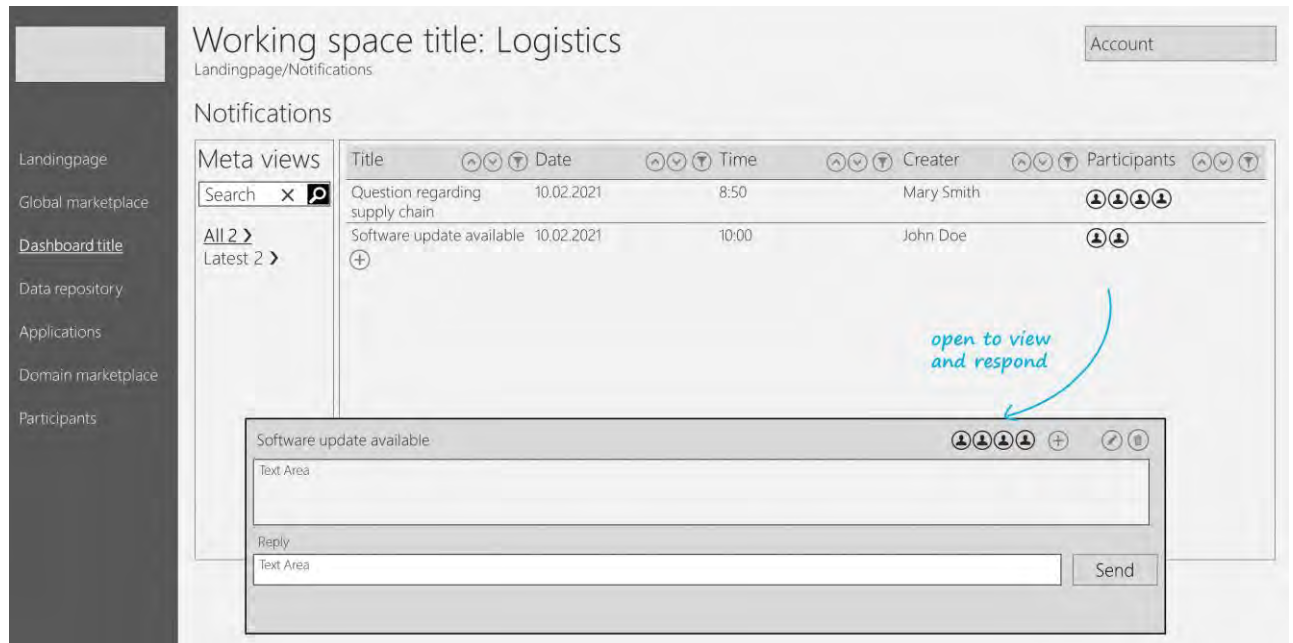 Working space title: Logistics
Landingpage/Notifications
Account
Notifications
Landingpage
Global marketplace
Dashboard title
Data repository
Applications
Domain marketplace
Participants
Meta views
Search
All 2
Latest 2
Title Date Time Creater Participants
Question regarding 10.02.2021 8:50 Mary Smith
supply chain
Software update available 10.02.2021 10:00 John Doe
open to view
and respond
Software update available
Text Area
Reply
Text Area
Send